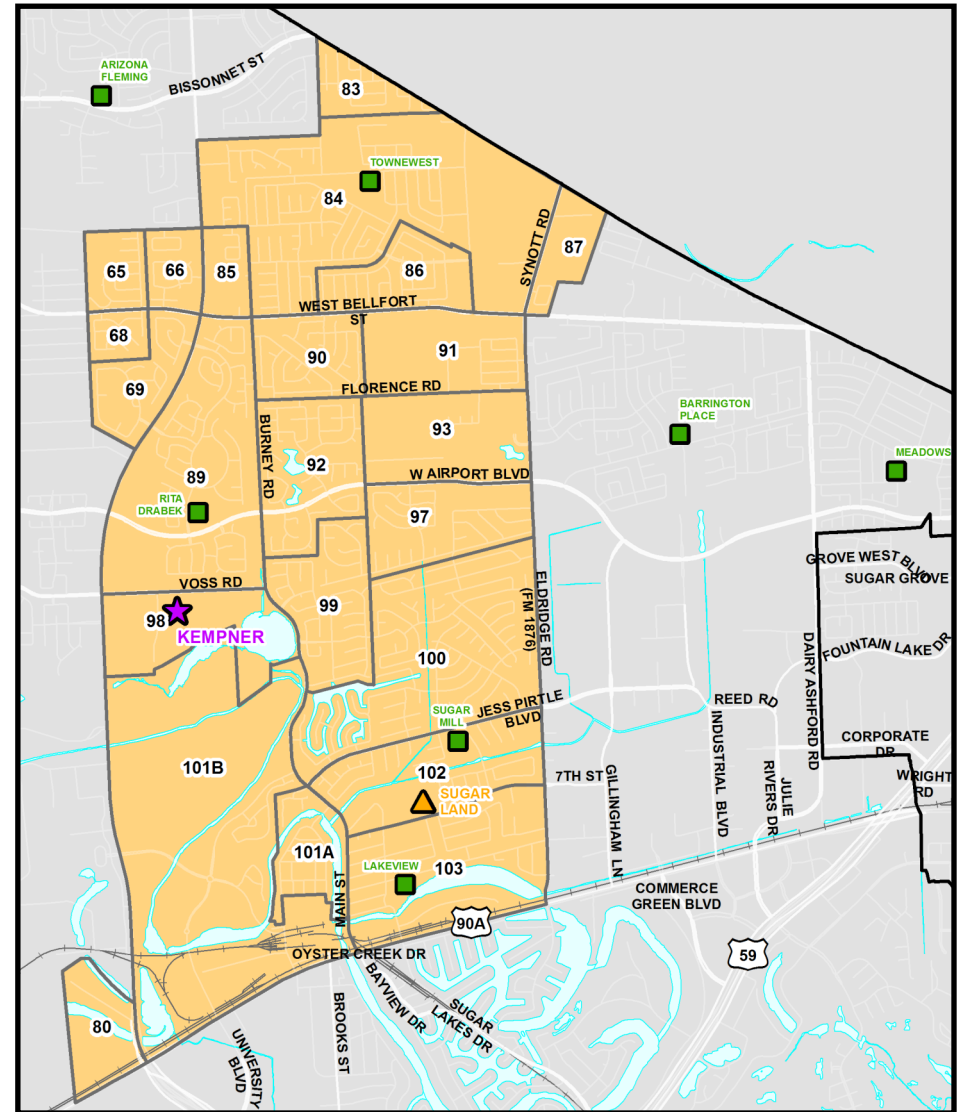 ARIZONA
FLEMING
BISSONNET ST
83
TOWNEWEST
84
SYNOTT RD
87
65
66
85
86
WEST BELLFORT
ST
68
90
91
69
FLORENCE RD
BARRINGTON
PLACE
BURNEY RD
93
MEADOWS
92
W AIRPORT BLVD
89
RITA
DRABEK
97
GROVE WEST BLVD
SUGAR GROVE
VOSS RD
ELDRIDGE RD
(FM 1876)
99
98
KEMPNER
DAIRY ASHFORD RD
FOUNTAIN LAKE DR
100
JESS PIRTLE
BLVD
REED RD
SUGAR
MILL
INDUSTRIAL BLVD
CORPORATE
DR
101B
102
7TH ST
GILLINGHAM LN
JULIE
RIVERS DR
WRIGHT
RD
SUGAR
LAND
101A
MAIN ST
LAKEVIEW
103
COMMERCE
GREEN BLVD
90A
OYSTER CREEK DR
59
BAYVIEW DR
SUGAR
LAKES DR
80
UNIVERSITY
BLVD
BROOKS ST